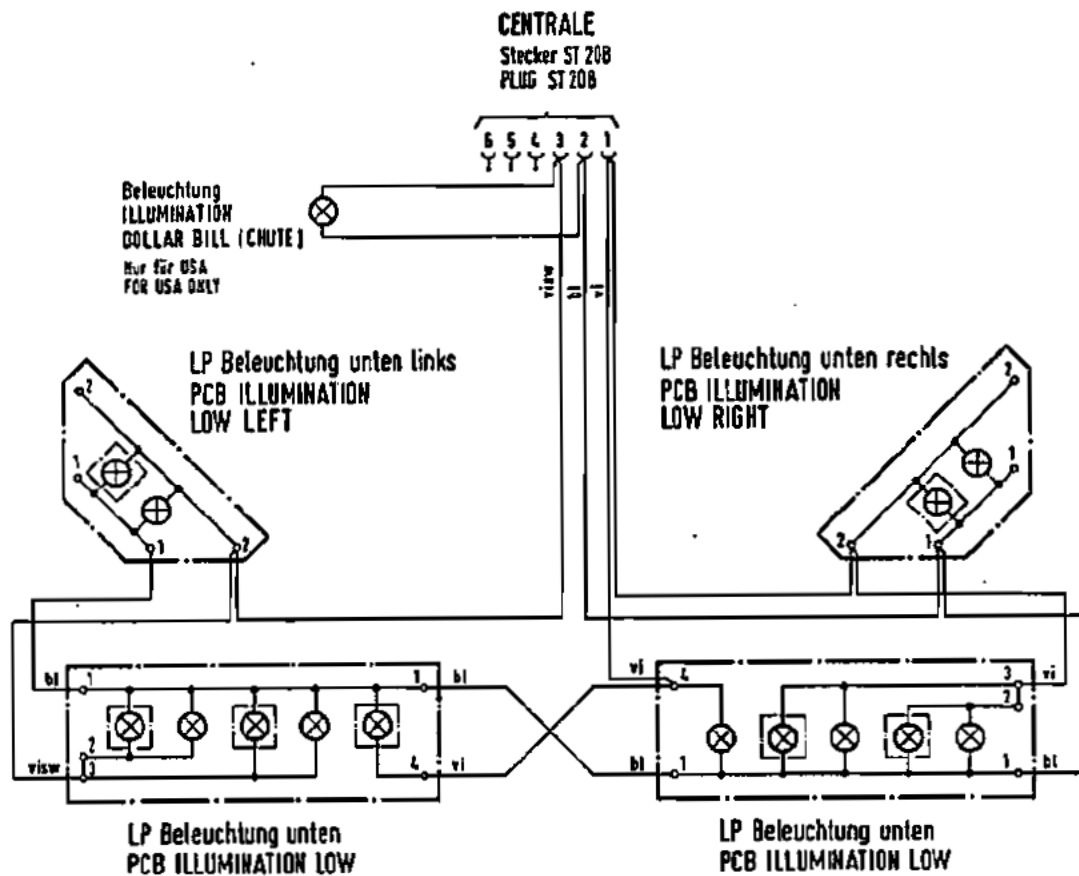 CENTRALE
Stecker ST 20B
PLUG ST 20B
6 5 4 3 2 1
Beleuchtung
ILLUMINATION
DOLLAR BILL (CHUTE)
Nur für USA
FOR USA ONLY
visw bl vi
LP Beleuchtung unten links
PCB ILLUMINATION
LOW LEFT
LP Beleuchtung unten rechts
PCB ILLUMINATION
LOW RIGHT
2 2
1 1
1 2 2 1
vi 4 3 vi
bl 1 1 bl
2
2
visw 3 4 vi
bl 1 1 bl
LP Beleuchtung unten
PCB ILLUMINATION LOW
LP Beleuchtung unten
PCB ILLUMINATION LOW